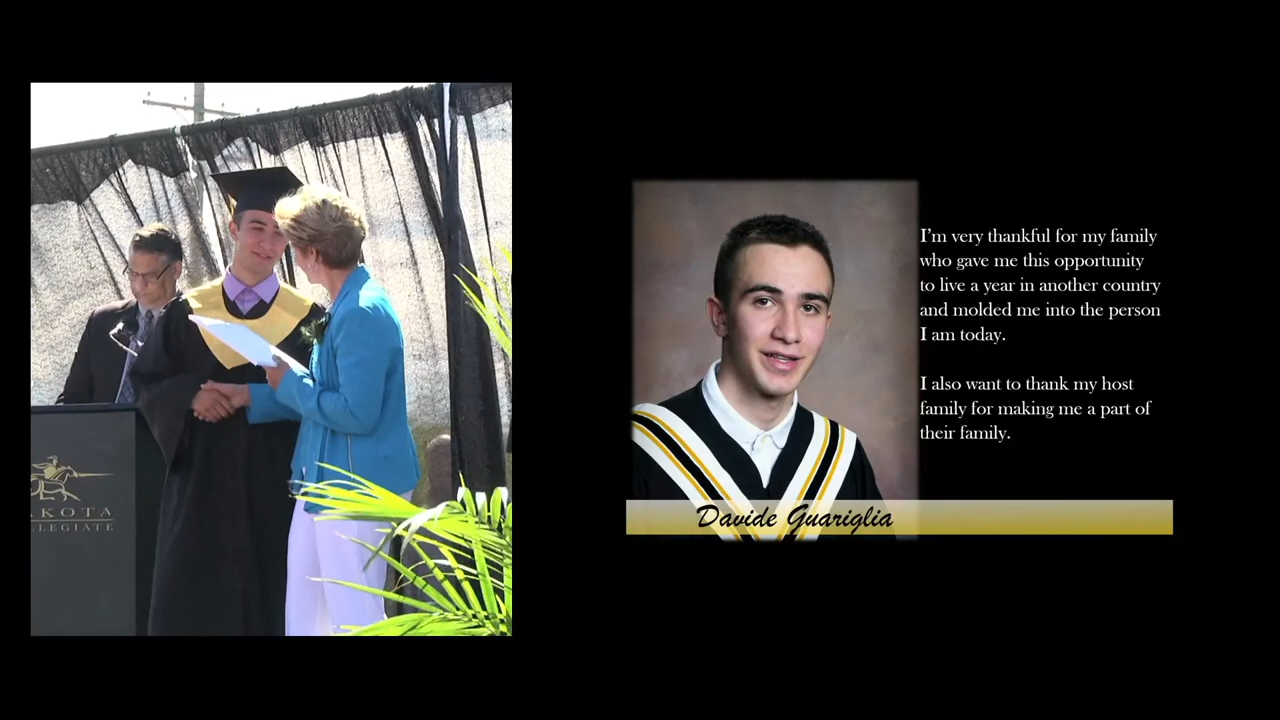 AKOTA
LEGIATE
I'm very thankful for my family
who gave me this opportunity
to live a year in another country
and molded me into the person
I am today.
I also want to thank my host
family for making me a part of
their family.
Davide Guariglia